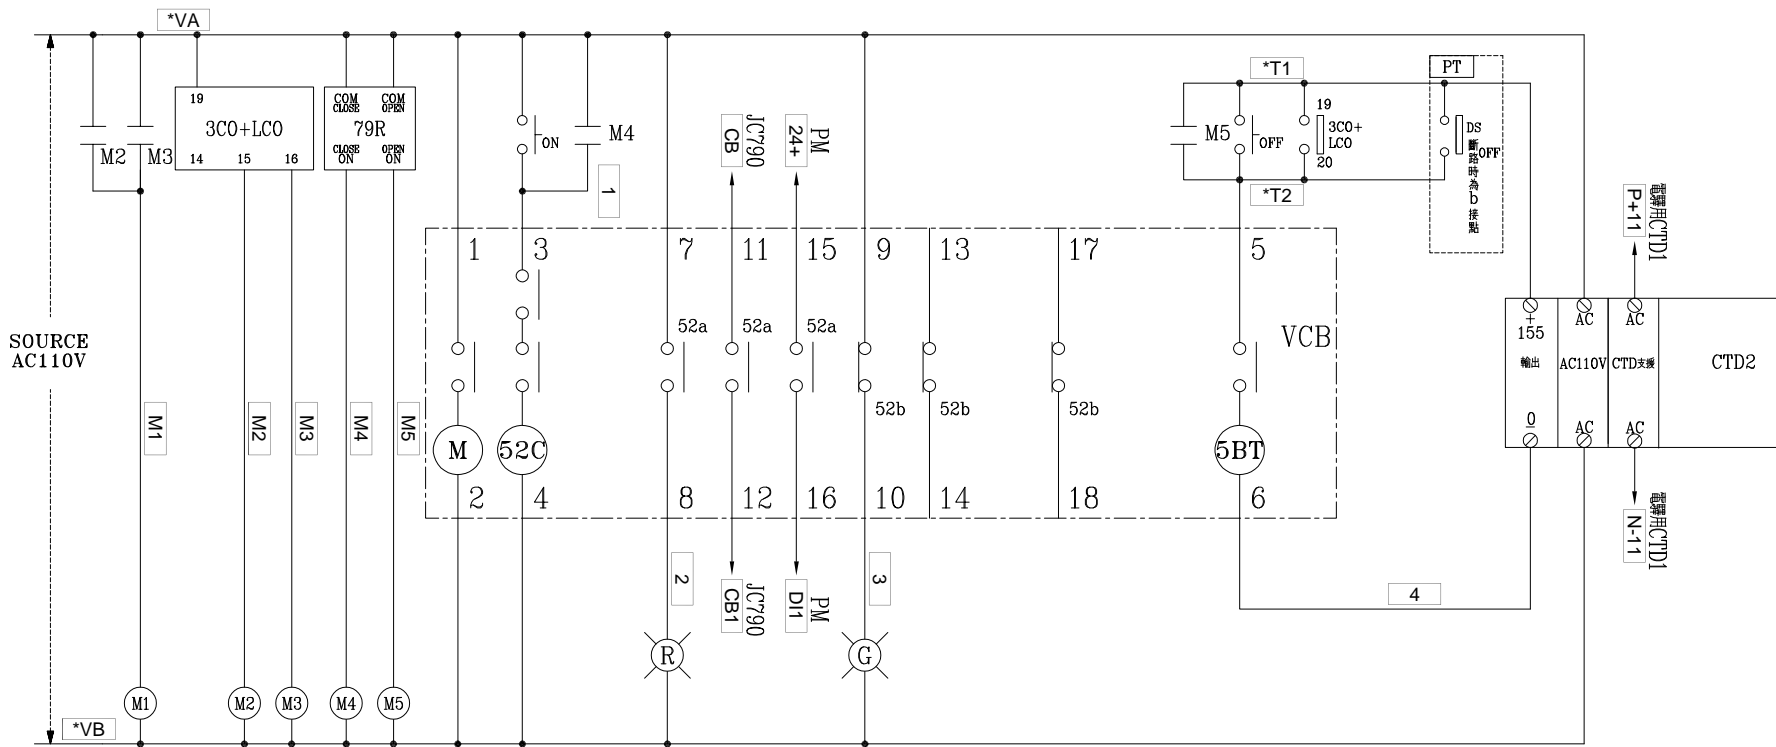 *VA
SOURCE
AC110V
*VB
M2
M3
19
3CO+LCO
14 15 16
COM
CLOSE
COM
OPEN
79R
CLOSE
ON
OPEN
ON
ON
M4
1
M1
M2
M3
M4
M5
M1
M2
M3
M4
M5
JC790
CB
PM
24+
1 3 7 11 15 9 13 17 5
52a
52a
52a
52b
52b
52b
VCB
M
52C
5BT
2 4 8 12 16 10 14 18 6
2
JC790
CB1
PM
DI1
3
R
G
4
*T1
M5
OFF
19
3CO+
LCO
20
*T2
PT
DS
OFF
斷路時為b接點
電驛用CTD1
P+11
+
155
輸出
0
AC
AC110V
AC
AC
CTD支援
AC
CTD2
電驛用CTD1
N-11